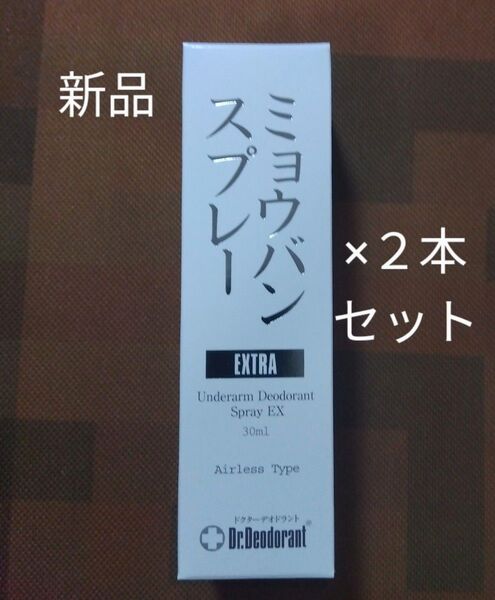 新品
ミョウバン
スプレー
×２本
セット
EXTRA
Underarm Deodorant
Spray EX
30ml
Airless Type
ドクターデオドラント
Dr.Deodorant®